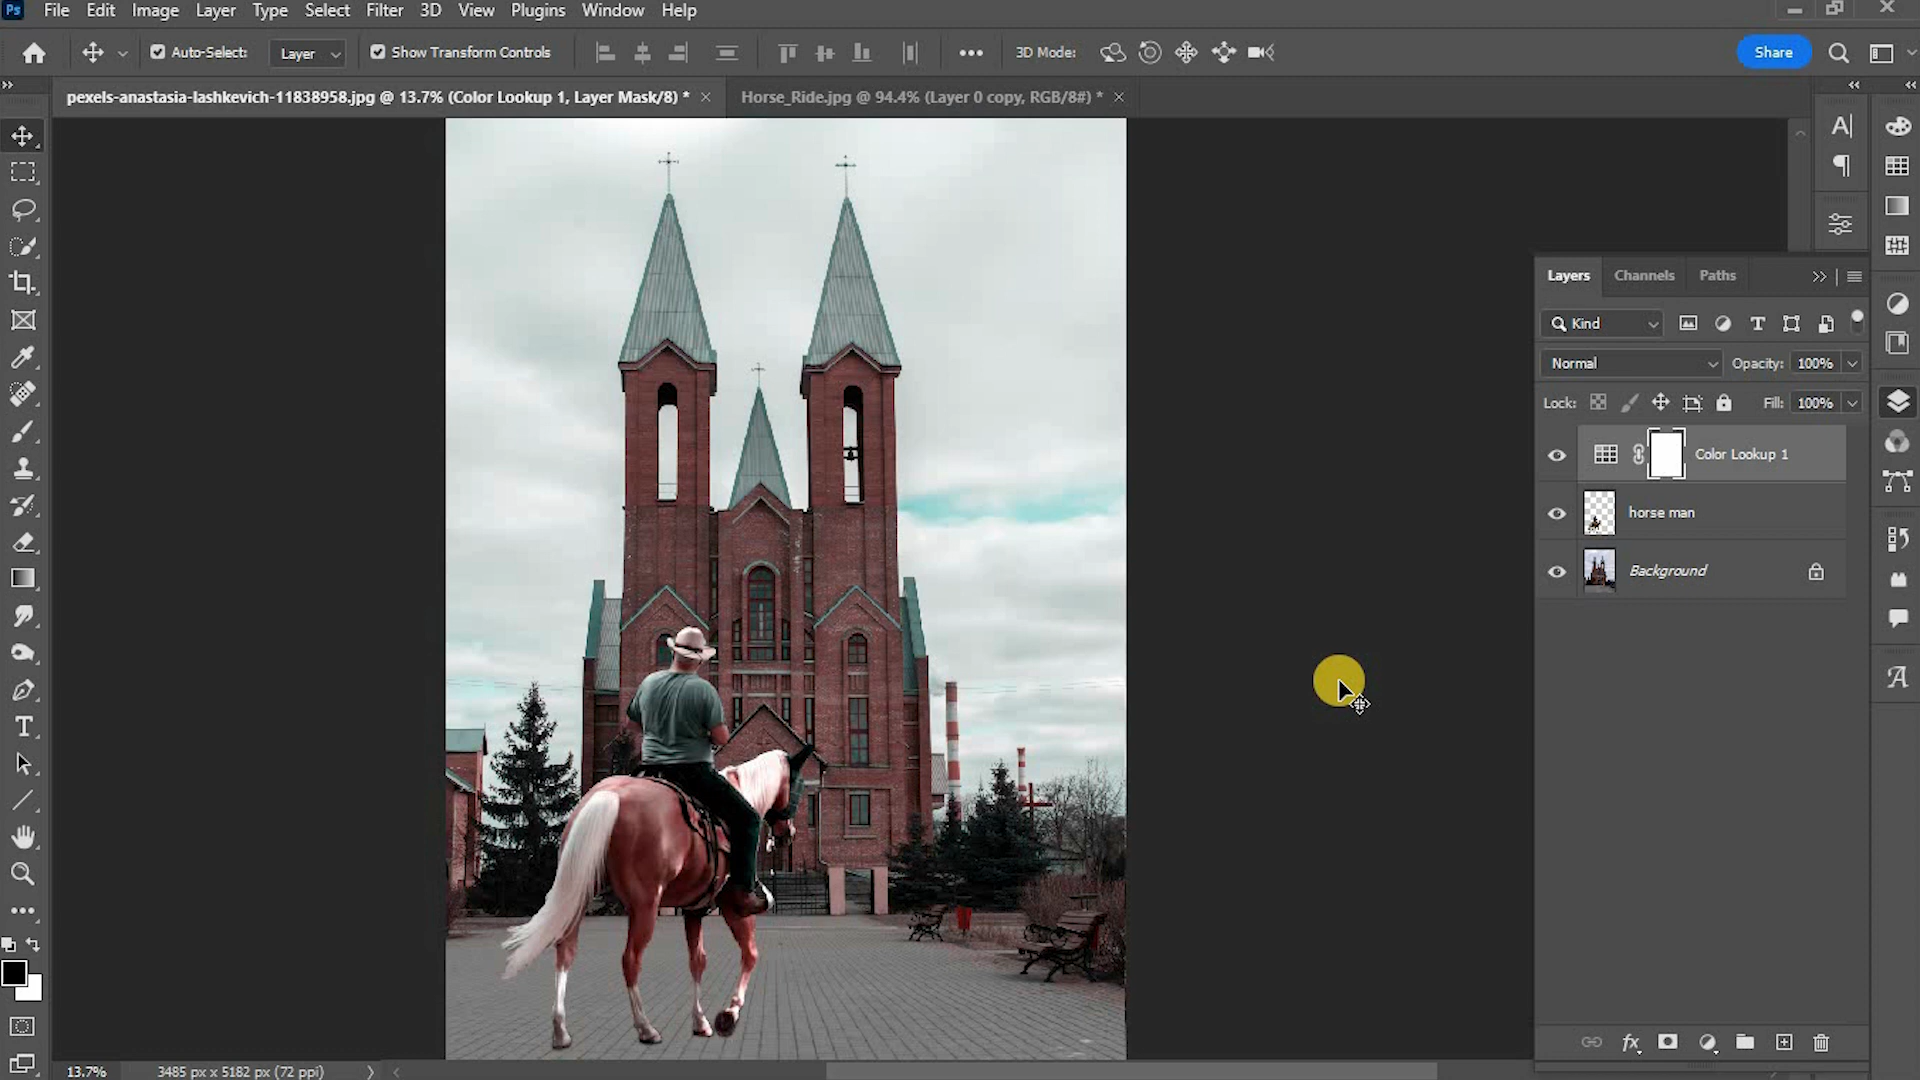 Ps File Edit Image Layer Type Select Filter 3D View Plugins Window Help
Auto-Select: Layer Show Transform Controls 3D Mode: Share
pexels-anastasia-lashkevich-11838958.jpg @ 13.7% (Color Lookup 1, Layer Mask/8) * Horse_Ride.jpg @ 94.4% (Layer 0 copy, RGB/8#) *
Layers Channels Paths
Kind
Normal Opacity: 100%
Lock: Fill: 100%
Color Lookup 1
horse man
Background
13.7% 3485 px x 5182 px (72 ppi)